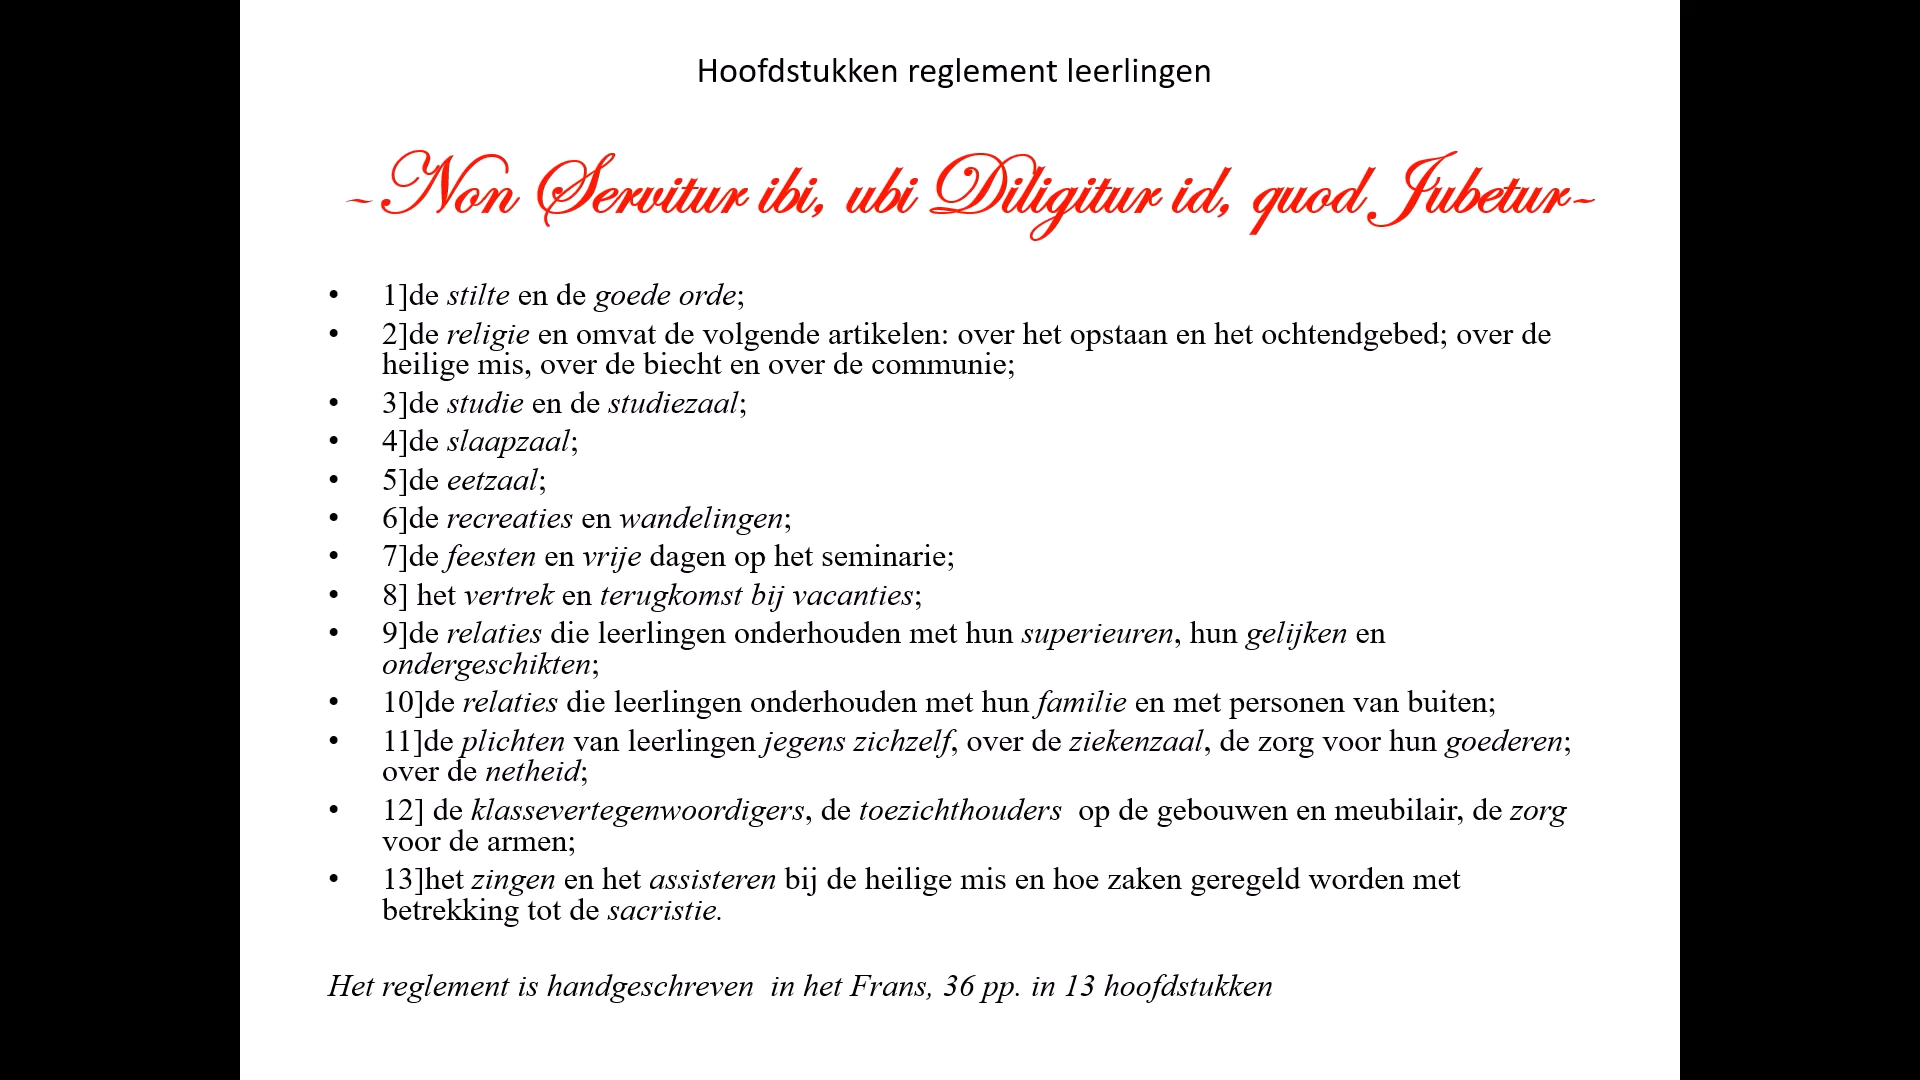 Hoofdstukken reglement leerlingen
~Non Servitur ibi, ubi Diligitur id, quod Jubetur~
• 1]de stilte en de goede orde;
• 2]de religie en omvat de volgende artikelen: over het opstaan en het ochtendgebed; over de
heilige mis, over de biecht en over de communie;
• 3]de studie en de studiezaal;
• 4]de slaapzaal;
• 5]de eetzaal;
• 6]de recreaties en wandelingen;
• 7]de feesten en vrije dagen op het seminarie;
• 8] het vertrek en terugkomst bij vacanties;
• 9]de relaties die leerlingen onderhouden met hun superieuren, hun gelijken en
ondergeschikten;
• 10]de relaties die leerlingen onderhouden met hun familie en met personen van buiten;
• 11]de plichten van leerlingen jegens zichzelf, over de ziekenzaal, de zorg voor hun goederen;
over de netheid;
• 12] de klassevertegenwoordigers, de toezichthouders  op de gebouwen en meubilair, de zorg
voor de armen;
• 13]het zingen en het assisteren bij de heilige mis en hoe zaken geregeld worden met
betrekking tot de sacristie.
Het reglement is handgeschreven  in het Frans, 36 pp. in 13 hoofdstukken